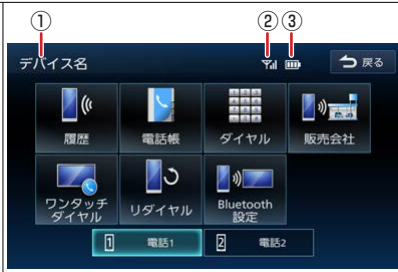 ① ② ③
デバイス名 戻る
履歴 電話帳 ダイヤル 販売会社
ワンタッチ
ダイヤル リダイヤル Bluetooth
設定
1 電話1 2 電話2